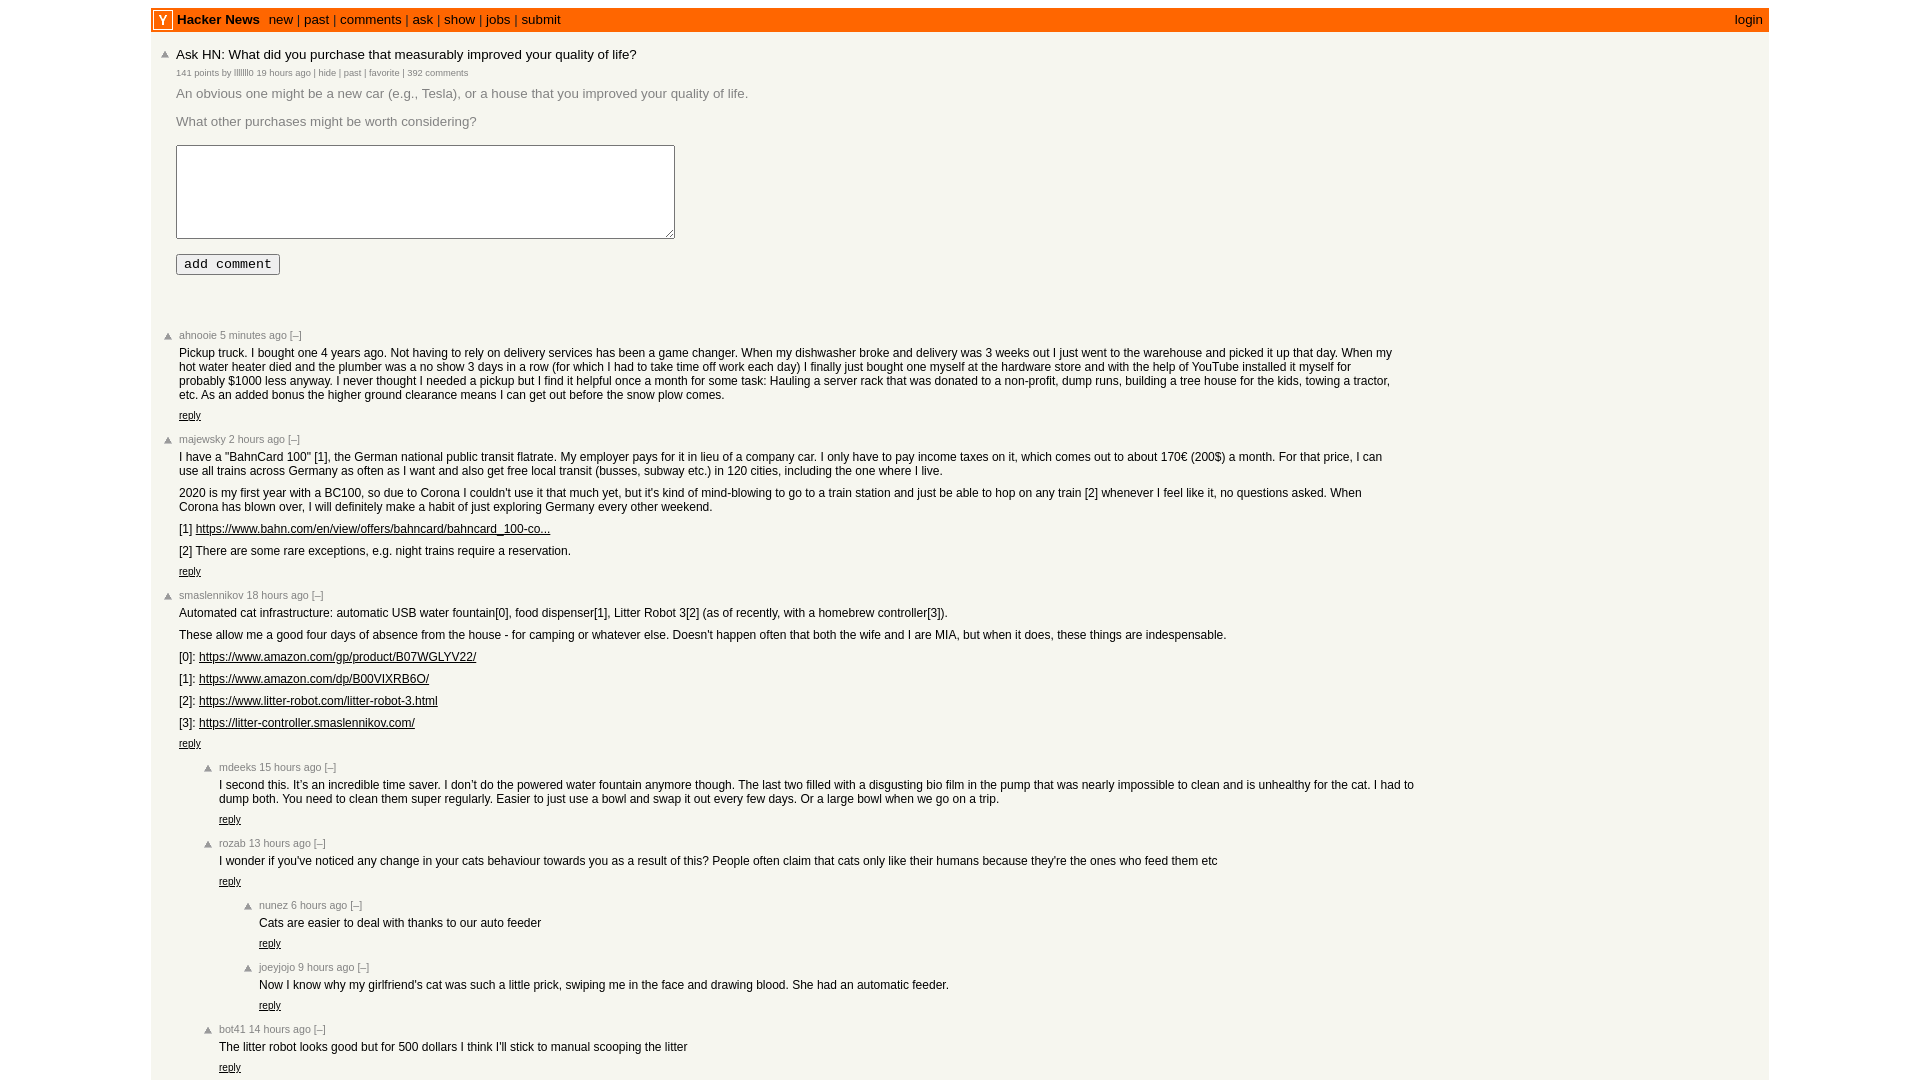 Y Hacker News new | past | comments | ask | show | jobs | submit login
Ask HN: What did you purchase that measurably improved your quality of life?
141 points by lllllll0 19 hours ago | hide | past | favorite | 392 comments
An obvious one might be a new car (e.g., Tesla), or a house that you improved your quality of life.
What other purchases might be worth considering?
add comment
ahnooie 5 minutes ago [–]
Pickup truck. I bought one 4 years ago. Not having to rely on delivery services has been a game changer. When my dishwasher broke and delivery was 3 weeks out I just went to the warehouse and picked it up that day. When my
hot water heater died and the plumber was a no show 3 days in a row (for which I had to take time off work each day) I finally just bought one myself at the hardware store and with the help of YouTube installed it myself for
probably $1000 less anyway. I never thought I needed a pickup but I find it helpful once a month for some task: Hauling a server rack that was donated to a non-profit, dump runs, building a tree house for the kids, towing a tractor,
etc. As an added bonus the higher ground clearance means I can get out before the snow plow comes.
reply
majewsky 2 hours ago [–]
I have a "BahnCard 100" [1], the German national public transit flatrate. My employer pays for it in lieu of a company car. I only have to pay income taxes on it, which comes out to about 170€ (200$) a month. For that price, I can
use all trains across Germany as often as I want and also get free local transit (busses, subway etc.) in 120 cities, including the one where I live.
2020 is my first year with a BC100, so due to Corona I couldn't use it that much yet, but it's kind of mind-blowing to go to a train station and just be able to hop on any train [2] whenever I feel like it, no questions asked. When
Corona has blown over, I will definitely make a habit of just exploring Germany every other weekend.
[1] https://www.bahn.com/en/view/offers/bahncard/bahncard_100-co...
[2] There are some rare exceptions, e.g. night trains require a reservation.
reply
smaslennikov 18 hours ago [–]
Automated cat infrastructure: automatic USB water fountain[0], food dispenser[1], Litter Robot 3[2] (as of recently, with a homebrew controller[3]).
These allow me a good four days of absence from the house - for camping or whatever else. Doesn't happen often that both the wife and I are MIA, but when it does, these things are indespensable.
[0]: https://www.amazon.com/gp/product/B07WGLYV22/
[1]: https://www.amazon.com/dp/B00VIXRB6O/
[2]: https://www.litter-robot.com/litter-robot-3.html
[3]: https://litter-controller.smaslennikov.com/
reply
mdeeks 15 hours ago [–]
I second this. It’s an incredible time saver. I don’t do the powered water fountain anymore though. The last two filled with a disgusting bio film in the pump that was nearly impossible to clean and is unhealthy for the cat. I had to
dump both. You need to clean them super regularly. Easier to just use a bowl and swap it out every few days. Or a large bowl when we go on a trip.
reply
rozab 13 hours ago [–]
I wonder if you've noticed any change in your cats behaviour towards you as a result of this? People often claim that cats only like their humans because they're the ones who feed them etc
reply
nunez 6 hours ago [–]
Cats are easier to deal with thanks to our auto feeder
reply
joeyjojo 9 hours ago [–]
Now I know why my girlfriend's cat was such a little prick, swiping me in the face and drawing blood. She had an automatic feeder.
reply
bot41 14 hours ago [–]
The litter robot looks good but for 500 dollars I think I'll stick to manual scooping the litter
reply